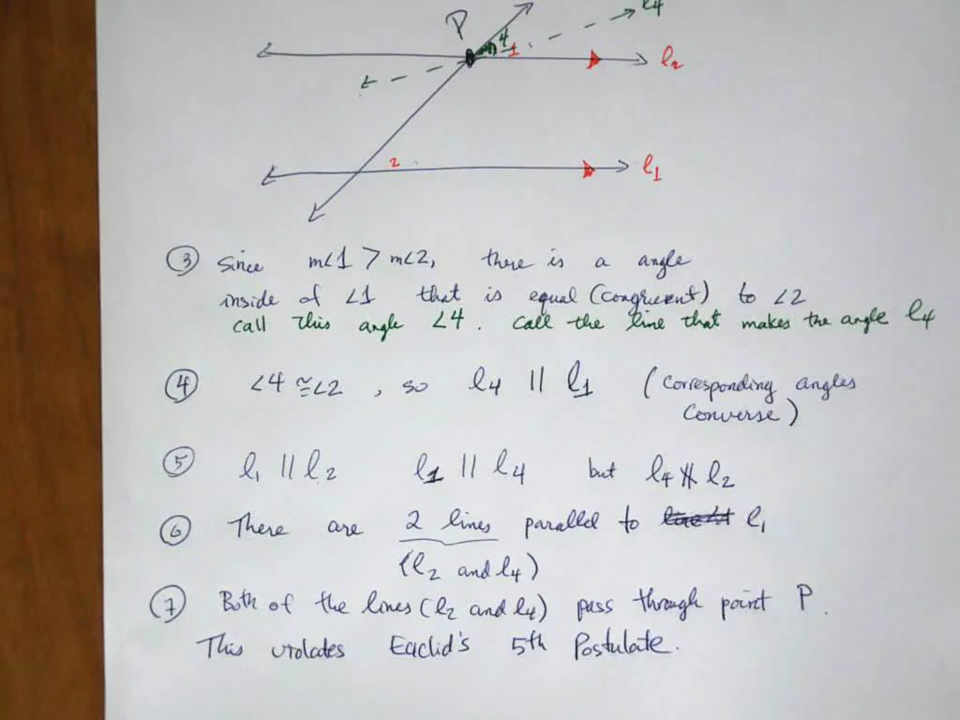 P
ℓ4
4
1
ℓ2
2
ℓ1
③ Since m∠1 > m∠2, there is a angle
inside of ∠1 that is equal (congruent) to ∠2
call this angle ∠4. call the line that makes the angle ℓ4
④ ∠4 ≅ ∠2, so ℓ4 || ℓ1 (corresponding angles
converse)
⑤ ℓ1 || ℓ2 ℓ1 || ℓ4 but ℓ4 ∦ ℓ2
⑥ There are 2 lines parallel to ℓ1
(ℓ2 and ℓ4)
⑦ Both of the lines (ℓ2 and ℓ4) pass through point P.
This violates Euclid's 5th Postulate.